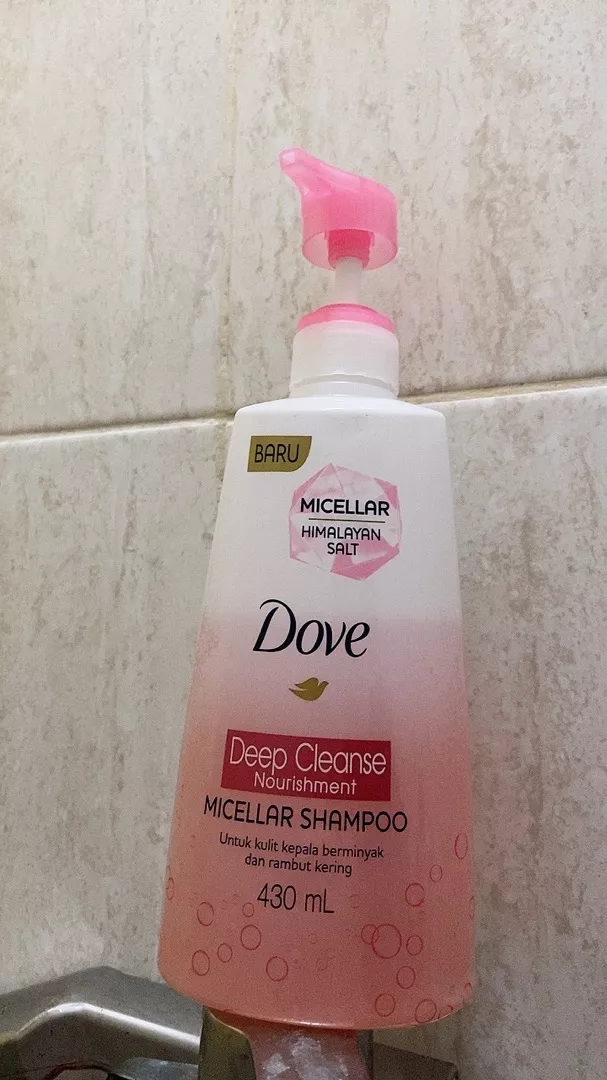 BARU
MICELLAR
HIMALAYAN
SALT
Dove
Deep Cleanse
Nourishment
MICELLAR SHAMPOO
Untuk kulit kepala berminyak
dan rambut kering
430 mL